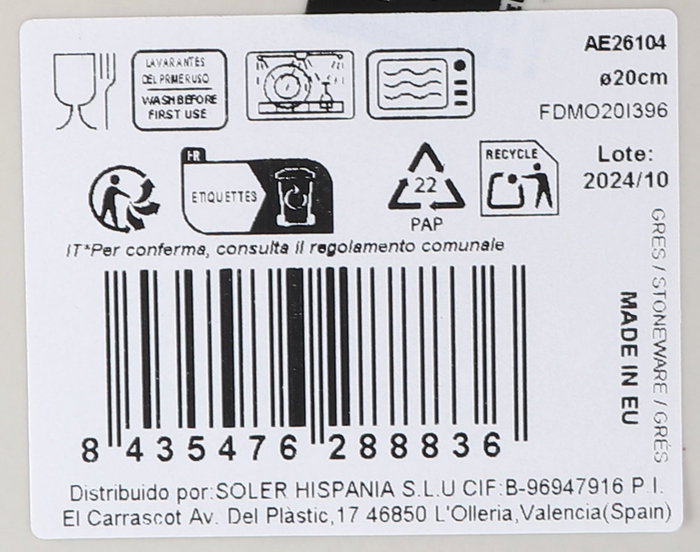 AE26104
ø20cm
FDMO20I396
LAVAR ANTES
DEL PRIMER USO
WASH BEFORE
FIRST USE
FR
ETIQUETTES
22
PAP
RECYCLE
Lote:
2024/10
IT*Per conferma, consulta il regolamento comunale
GRES / STONEWARE / GRÈS
MADE IN EU
8 435476 288836
Distribuido por:SOLER HISPANIA S.L.U CIF:B-96947916 P.I.
El Carrascot Av. Del Plàstic,17 46850 L'Olleria,Valencia(Spain)